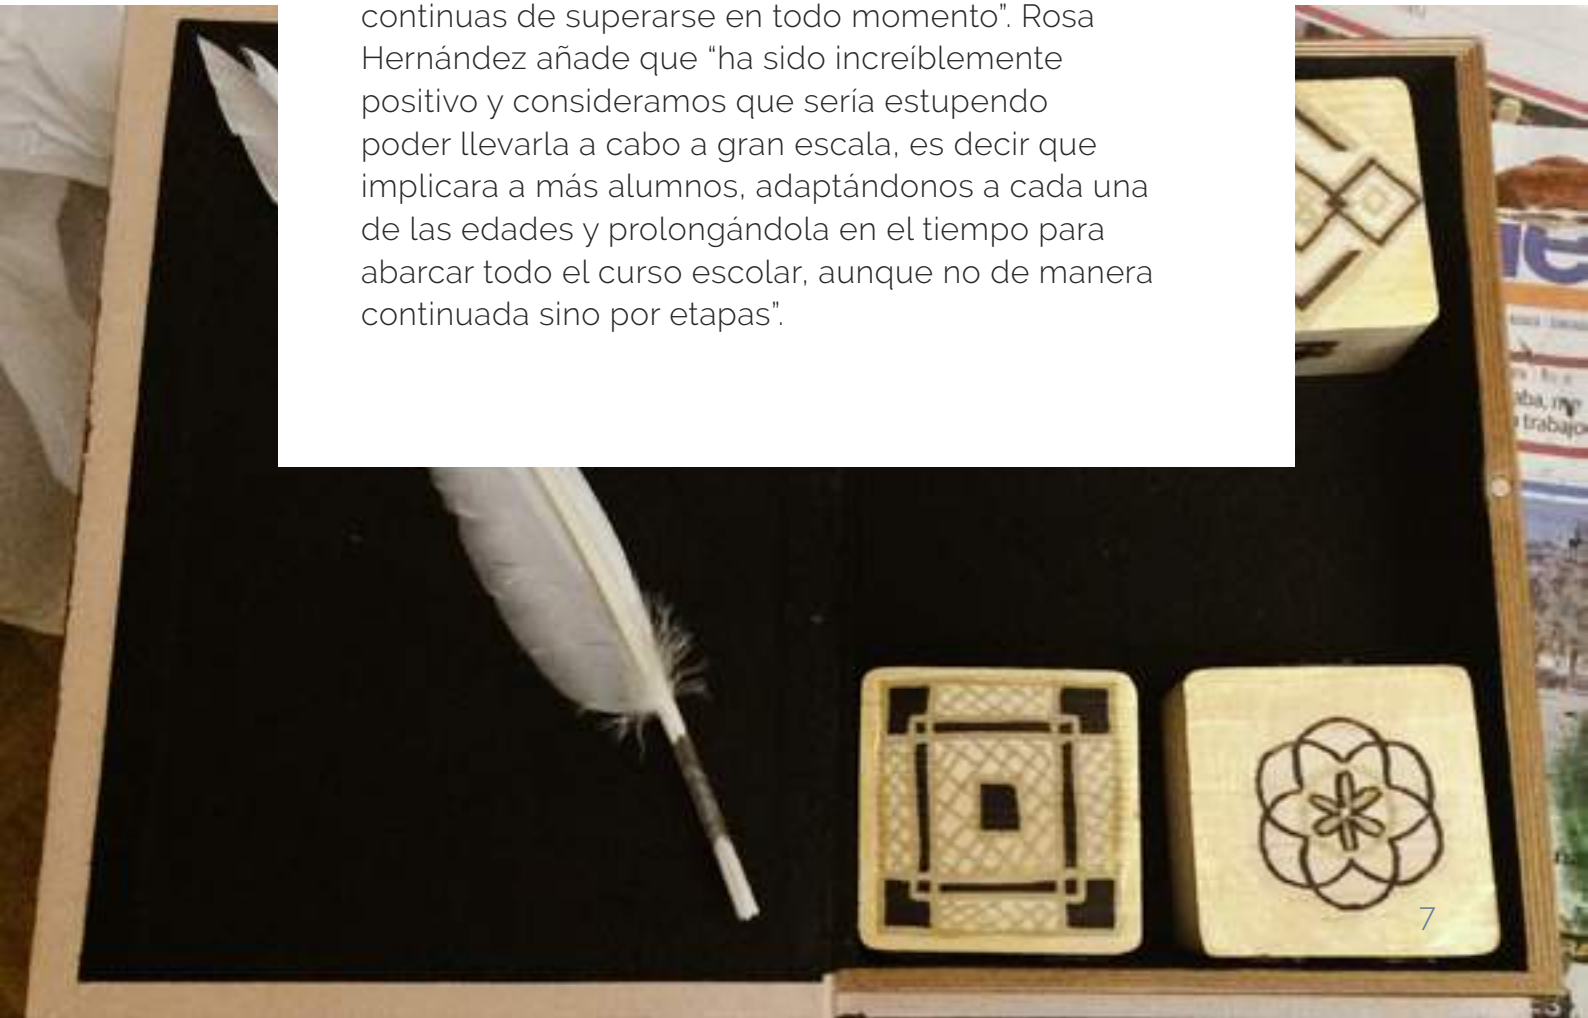 continuas de superarse en todo momento”. Rosa
Hernández añade que “ha sido increíblemente
positivo y consideramos que sería estupendo
poder llevarla a cabo a gran escala, es decir que
implicara a más alumnos, adaptándonos a cada una
de las edades y prolongándola en el tiempo para
abarcar todo el curso escolar, aunque no de manera
continuada sino por etapas”.
trabajo
7